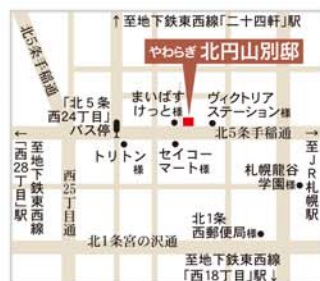 ↑至地下鉄東西線「二十四軒」駅
北5条手稲通
やわらぎ 北円山別邸
「北5条
西24丁目」
バス停
まいばす
けっと様
ヴィクトリア
ステーション様
北5条手稲通
←至地下鉄東西線
「西28丁目」駅
西25丁目通
トリトン
様
セイコー
マート様
札幌龍谷
学園様
→至JR札幌駅
北1条
西郵便局様
北1条宮の沢通
至地下鉄東西線
「西18丁目」駅↓